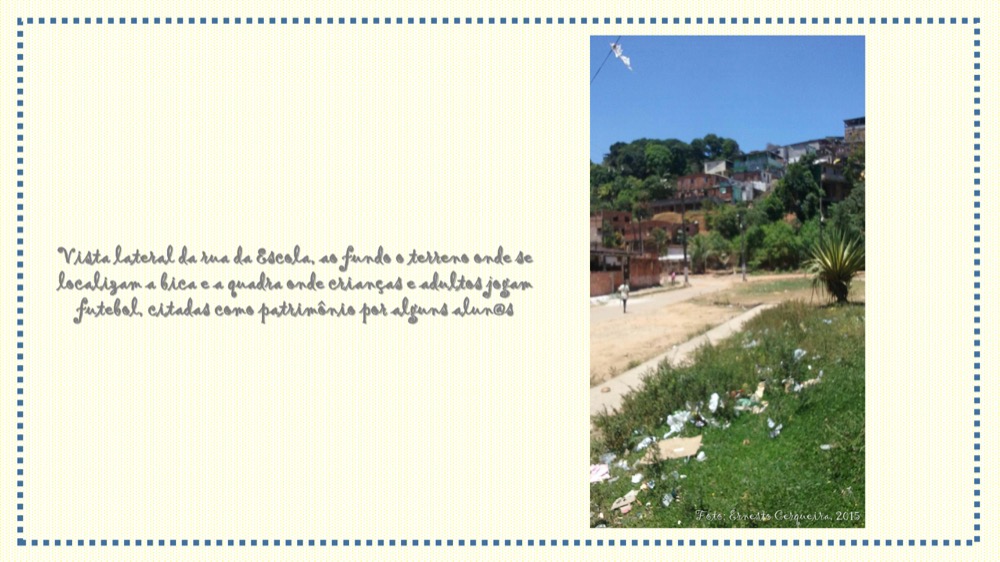 Vista lateral da rua da Escola, ao fundo o terreno onde se
localizam a bica e a quadra onde crianças e adultos jogam
futebol, citadas como patrimônio por alguns alun@s
Foto: Ernesto Cerqueira, 2015